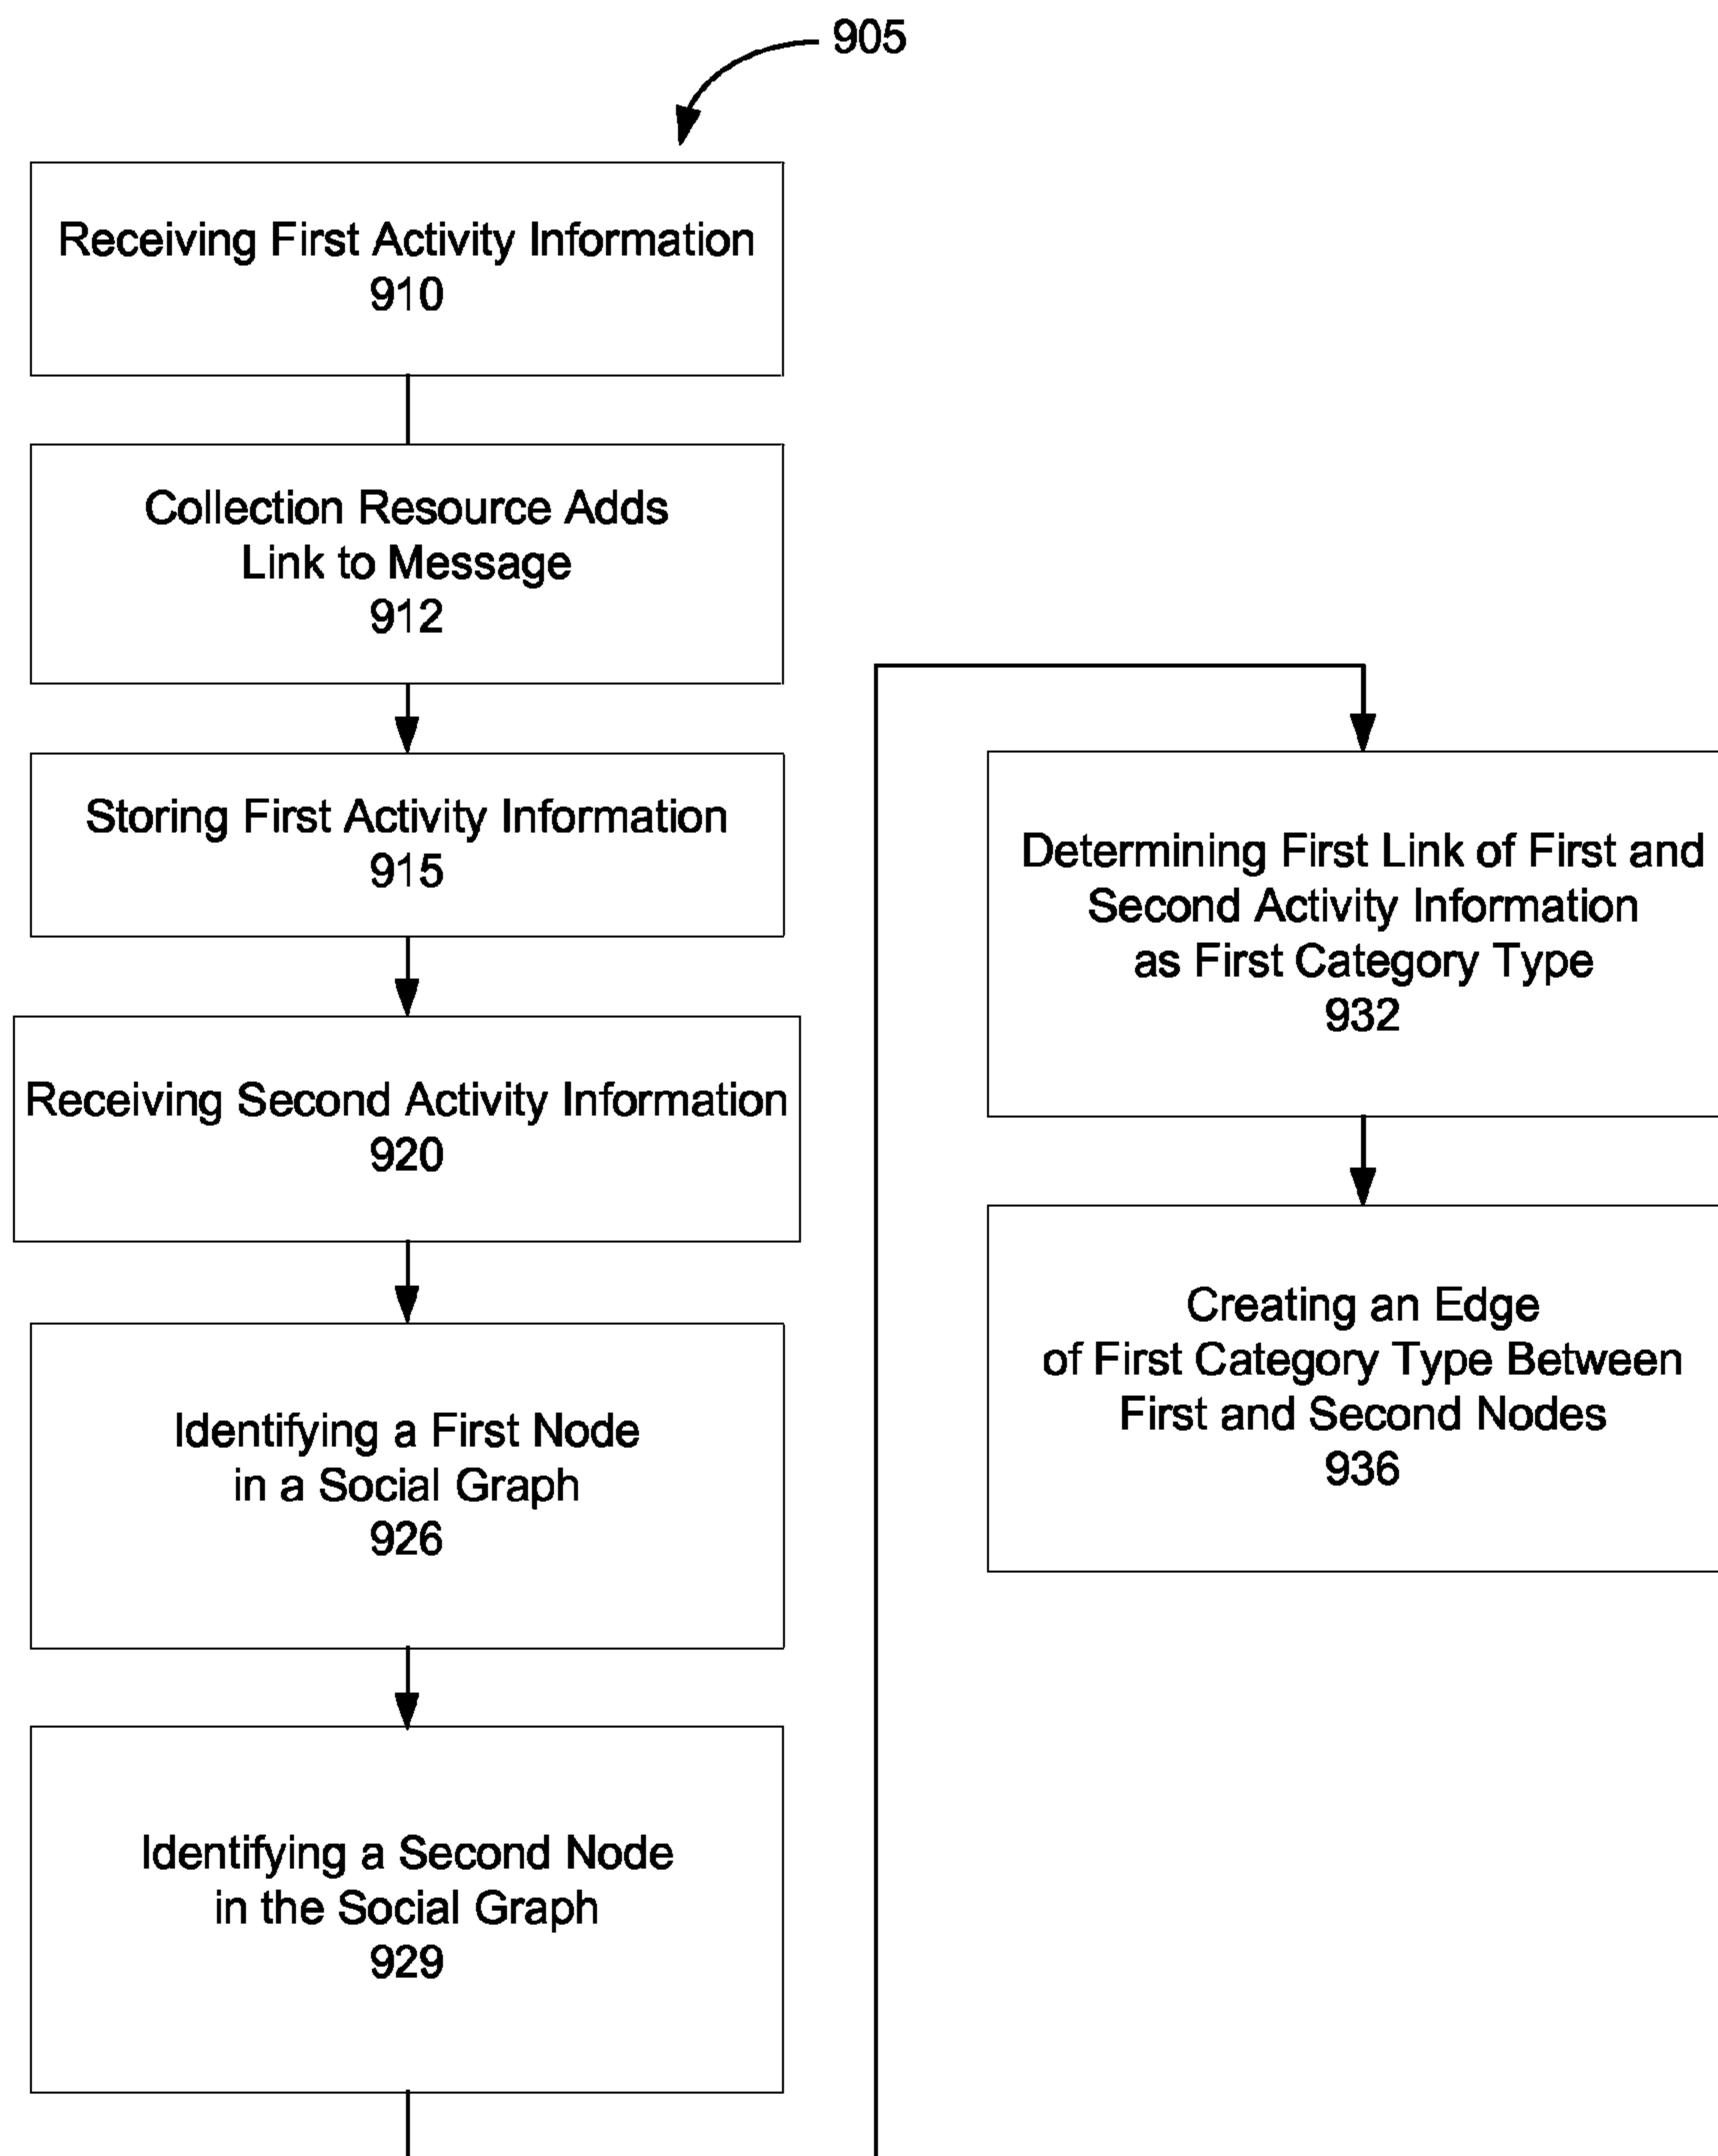 905
Receiving First Activity Information
910
Collection Resource Adds
Link to Message
912
Storing First Activity Information
915
Receiving Second Activity Information
920
Identifying a First Node
in a Social Graph
926
Identifying a Second Node
in the Social Graph
929
Determining First Link of First and
Second Activity Information
as First Category Type
932
Creating an Edge
of First Category Type Between
First and Second Nodes
936